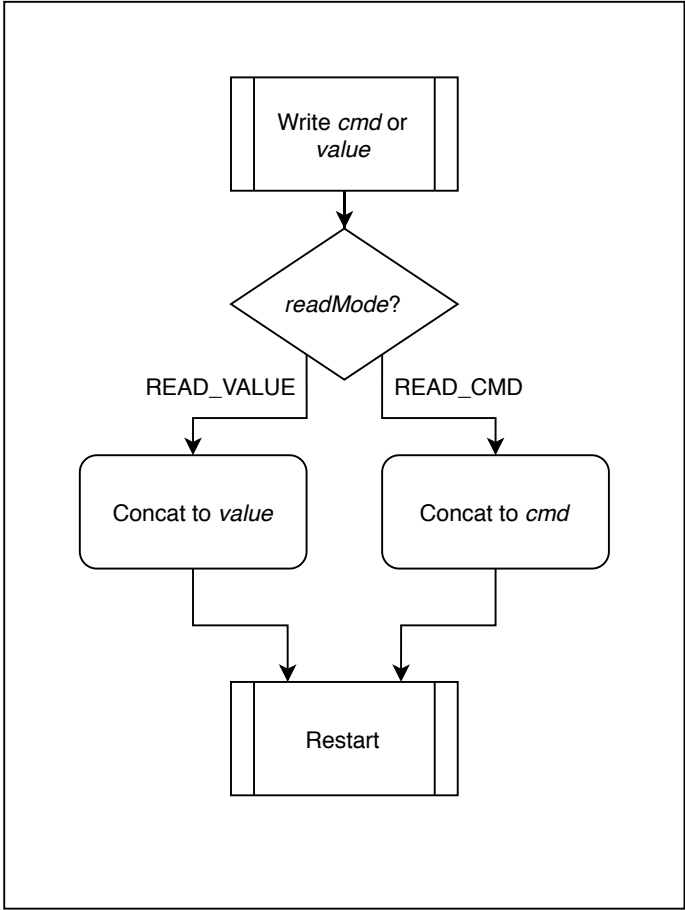 Write cmd or
value
readMode?
READ_VALUE
READ_CMD
Concat to value
Concat to cmd
Restart